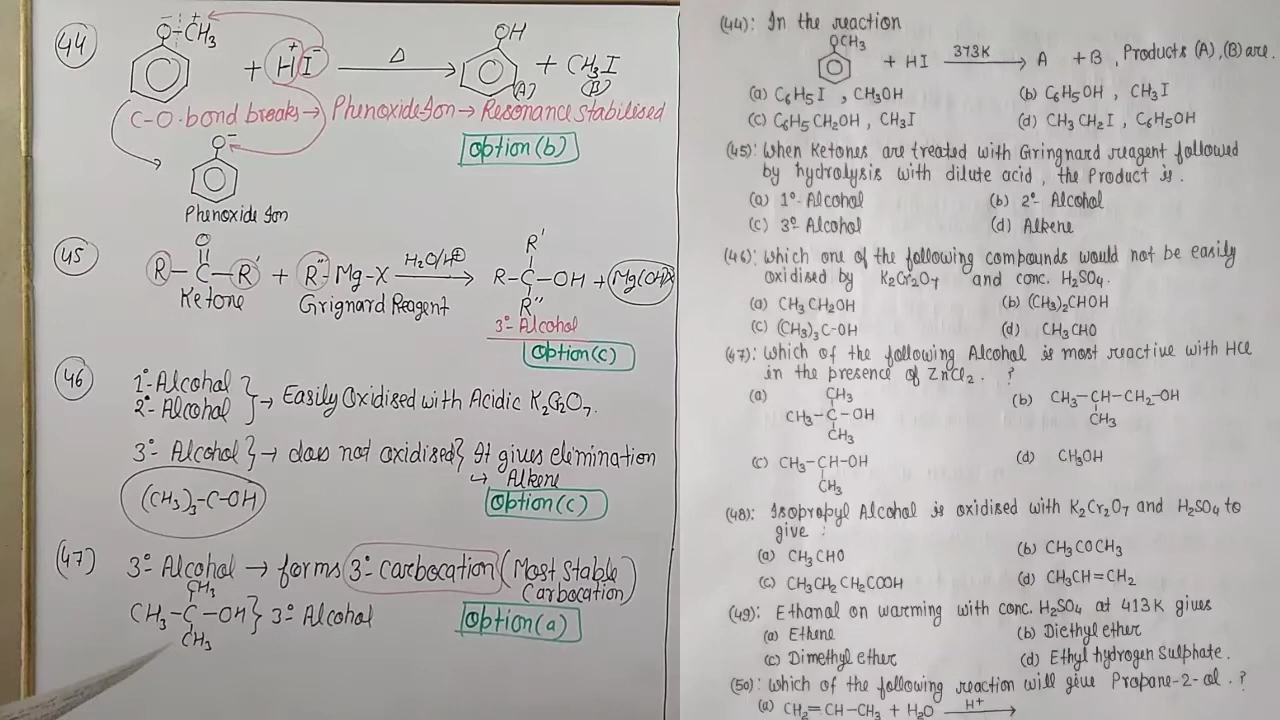 (44)
O-CH₃
+ H⁺ I⁻ Δ→ OH (A) + CH₃I (B)
C-O-bond breaks → Phenoxide Ion → Resonance stabilised
Option (b)
O⁻
Phenoxide Ion
(45)
O R'
R-C-R' + R''-Mg-X H₂O/H⊕→ R-C-OH + Mg(OH)X
Ketone Grignard Reagent R''
3°- Alcohol
Option (c)
(46)
1°-Alcohol
2°-Alcohol } → Easily Oxidised with Acidic K₂Cr₂O₇.
3° Alcohol} → does not oxidised} It gives elimination
↳ Alkene
(CH₃)₃-C-OH
Option (c)
(47) 3° Alcohol → forms 3° carbocation (Most Stable Carbocation)
CH₃
CH₃-C-OH} 3° Alcohol
CH₃
Option (a)
(44): In the reaction
OCH₃
+ HI 373K→ A + B , Products (A),(B) are.
(a) C₆H₅I , CH₃OH (b) C₆H₅OH , CH₃I
(c) C₆H₅CH₂OH , CH₃I (d) CH₃CH₂I , C₆H₅OH
(45): When Ketones are treated with Gringnard reagent followed
by hydrolysis with dilute acid, the Product is.
(a) 1°- Alcohol (b) 2°- Alcohol
(c) 3°- Alcohol (d) Alkene
(46): Which one of the following compounds would not be easily
oxidised by K₂Cr₂O₇ and conc. H₂SO₄.
(a) CH₃CH₂OH (b) (CH₃)₂CHOH
(c) (CH₃)₃C-OH (d) CH₃CHO
(47): Which of the following Alcohol is most reactive with HCl
in the presence of ZnCl₂. ?
(a) CH₃ (b) CH₃-CH-CH₂-OH
CH₃-C-OH CH₃
CH₃
(c) CH₃-CH-OH (d) CH₃OH
CH₃
(48): Isopropyl Alcohol is oxidised with K₂Cr₂O₇ and H₂SO₄ to
give :
(a) CH₃CHO (b) CH₃COCH₃
(c) CH₃CH₂CH₂COOH (d) CH₃CH=CH₂
(49): Ethanal on warming with conc. H₂SO₄ at 413K gives
(a) Ethene (b) Diethyl ether
(c) Dimethyl ether (d) Ethyl hydrogen Sulphate.
(50): Which of the following reaction will give Propane-2-ol . ?
(a) CH₂=CH-CH₃ + H₂O H⁺→